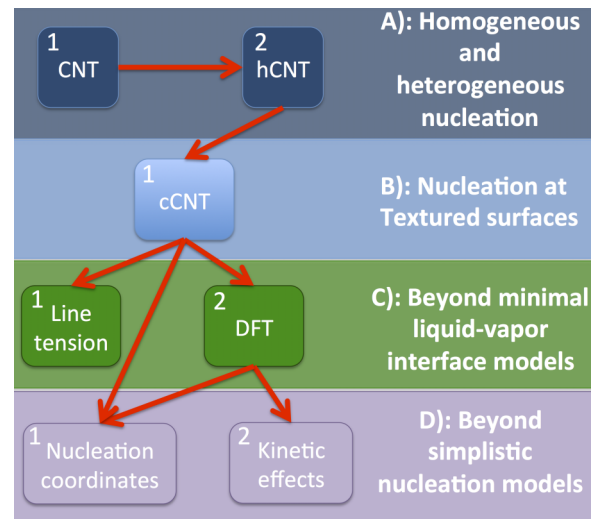 1
CNT
2
hCNT
A): Homogeneous
and
heterogeneous
nucleation
1
cCNT
B): Nucleation at
Textured surfaces
1
Line
tension
2
DFT
C): Beyond minimal
liquid-vapor
interface models
1
Nucleation
coordinates
2
Kinetic
effects
D): Beyond
simplistic
nucleation models